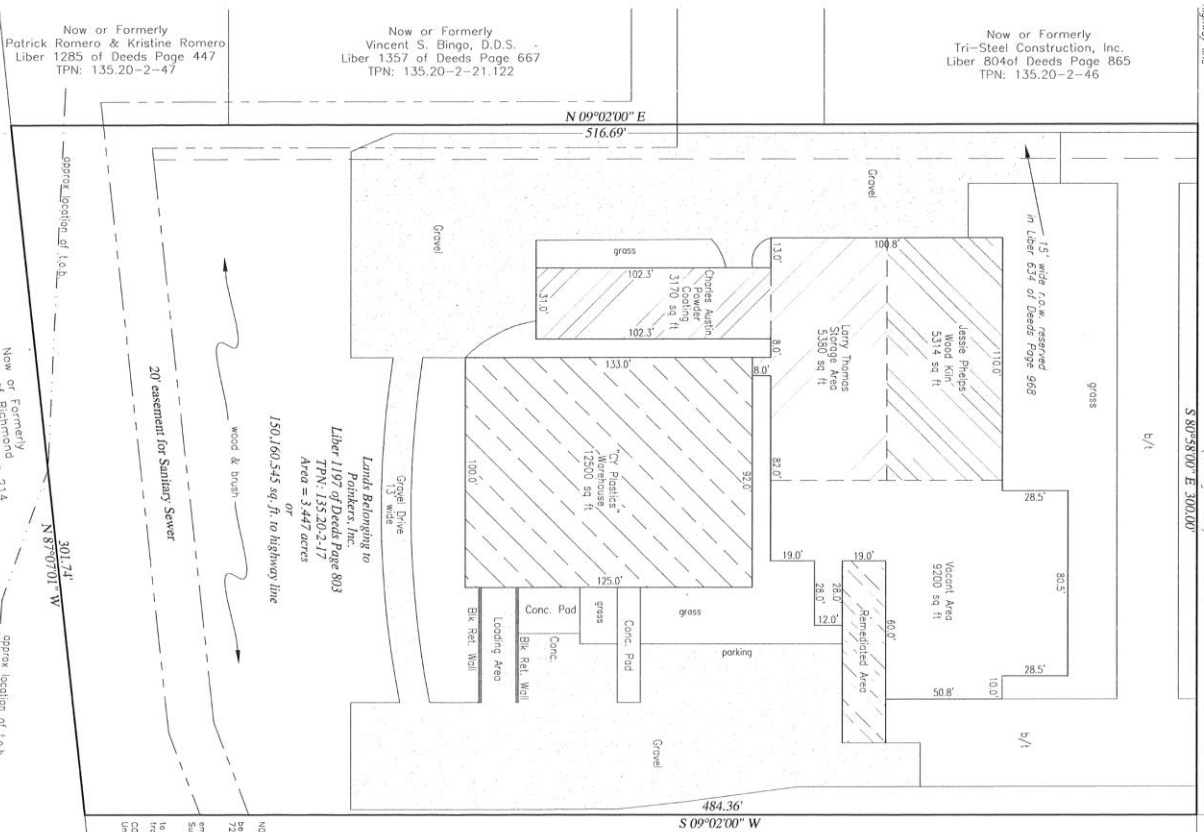 Now or Formerly
Patrick Romero & Kristine Romero
Liber 1285 of Deeds Page 447
TPN: 135.20-2-47
Now or Formerly
Vincent S. Bingo, D.D.S.
Liber 1357 of Deeds Page 667
TPN: 135.20-2-21.122
Now or Formerly
Tri-Steel Construction, Inc.
Liber 804of Deeds Page 865
TPN: 135.20-2-46
N 09°02'00" E
516.69'
15' wide r.o.w. reserved
in Liber 634 of Deeds Page 968
S 80°58'00" E 300.00'
b/t
grass
Gravel
Gravel
grass
102.3'
Charles Austin
Powder
Coating
3170 sq ft
31.0'
102.3'
13.0'
100.8'
8.0'
8.0'
Larry Thomas
Storage Area
5380 sq ft
Jessie Phelps
Wood Kiln
5314 sq ft
110.0'
133.0'
"CY Plastics"
Warehouse
12500 sq ft
100.0'
92.0'
82.0'
125.0'
Vacant Area
9200 sq ft
28.5'
80.5'
28.5'
10.0'
50.8'
19.0'
19.0'
28.0'
28.0'
12.0'
60.0'
Remediated Area
grass
parking
Conc. Pad
grass
Conc. Pad
Conc.
Blk Ret. Wall
Loading Area
Blk Ret. Wall
Gravel
b/t
Gravel Drive
13' wide
Lands Belonging to
Poinkers, Inc.
Liber 1197 of Deeds Page 803
TPN: 135.20-2-17
Area = 3.447 acres
or
150,160.545 sq. ft. to highway line
wood & brush
20' easement for Sanitary Sewer
approx location of t.o.b.
301.74'
N 87°07'01" W
Now or Formerly
of Richmond
214
approx location of t.o.b.
484.36'
S 09°02'00" W